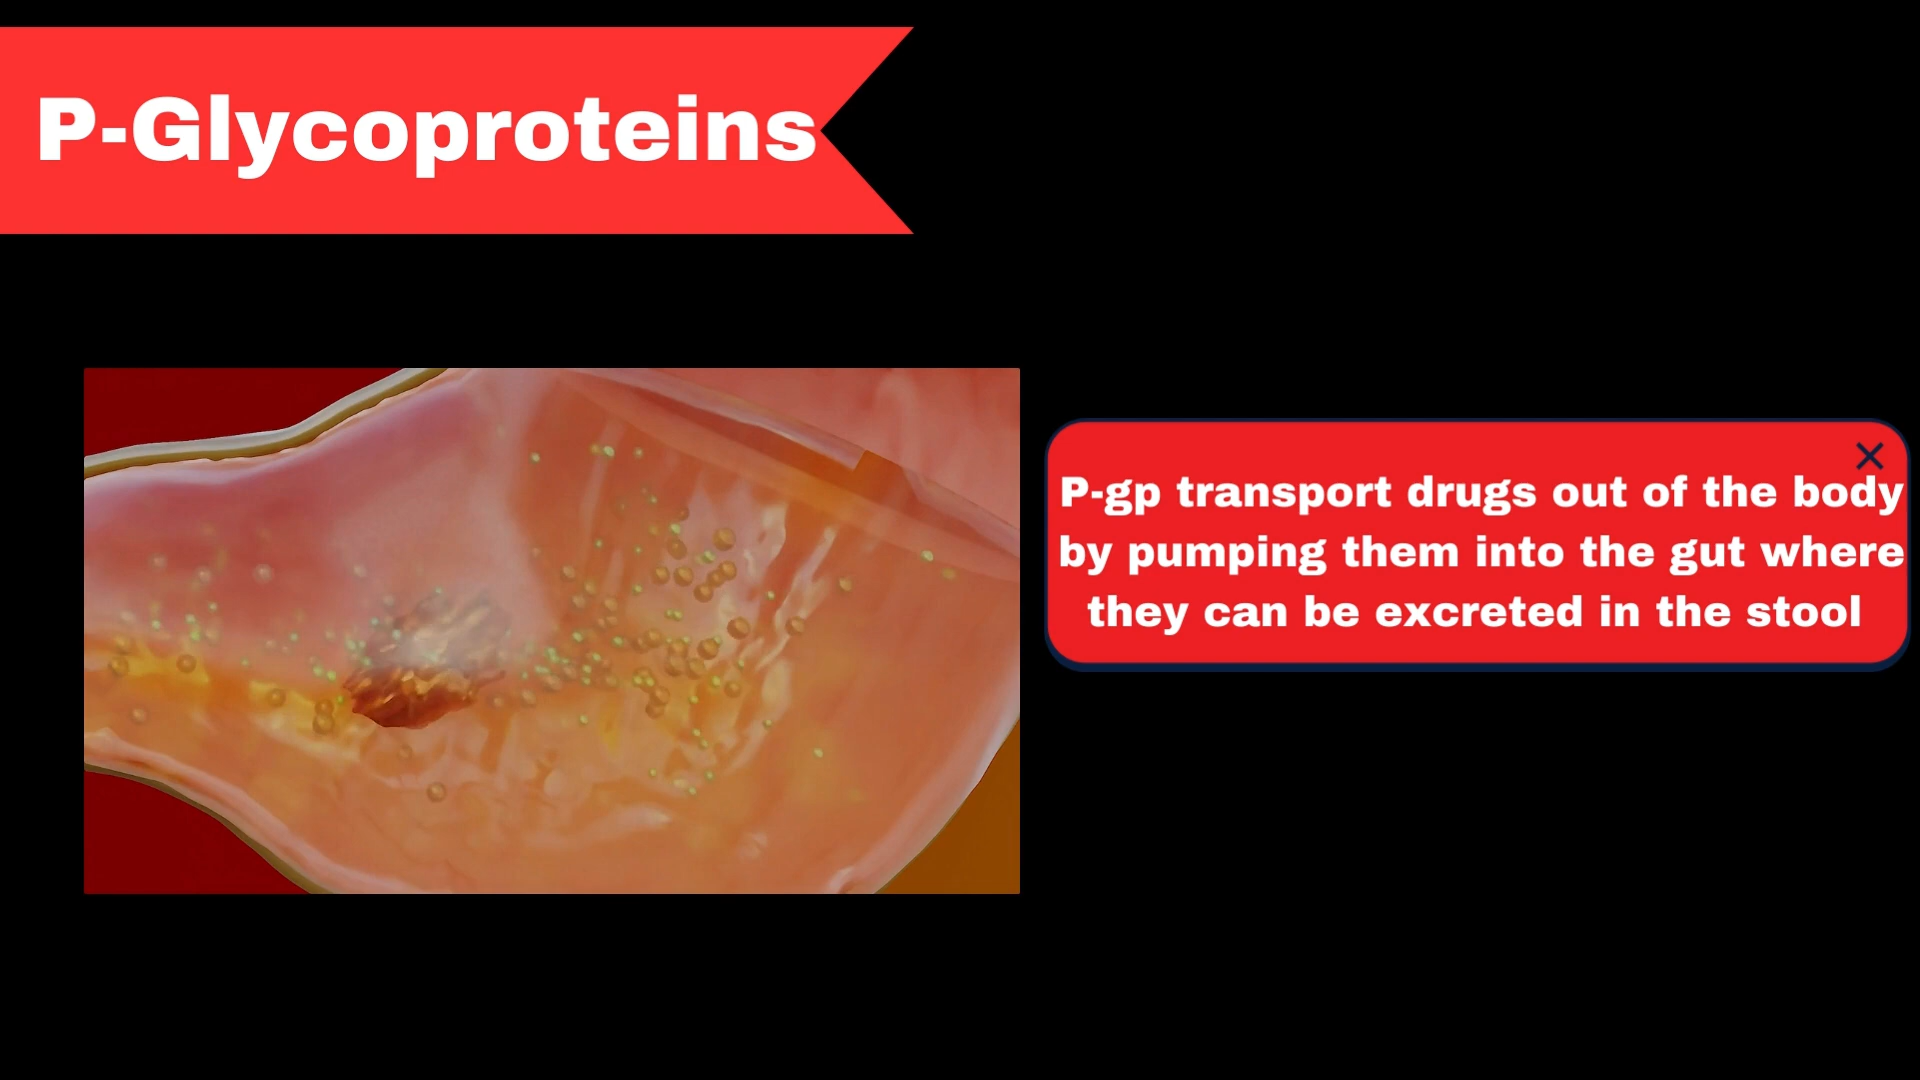 P-Glycoproteins
P-gp transport drugs out of the body
by pumping them into the gut where
they can be excreted in the stool